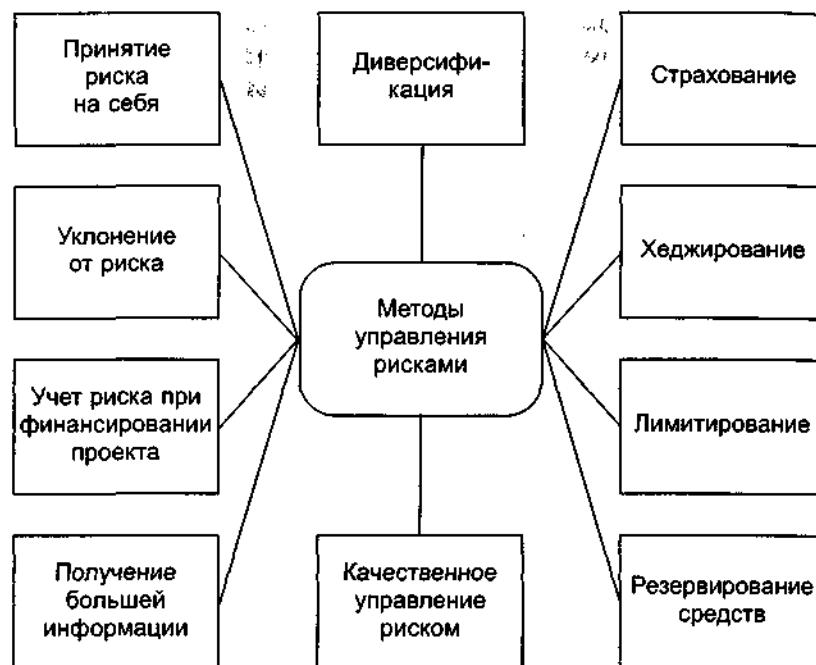 Принятие
риска
на себя
Диверсифи-
кация
Страхование
Уклонение
от риска
Хеджирование
Методы
управления
рисками
Учет риска при
финансировании
проекта
Лимитирование
Получение
большей
информации
Качественное
управление
риском
Резервирование
средств